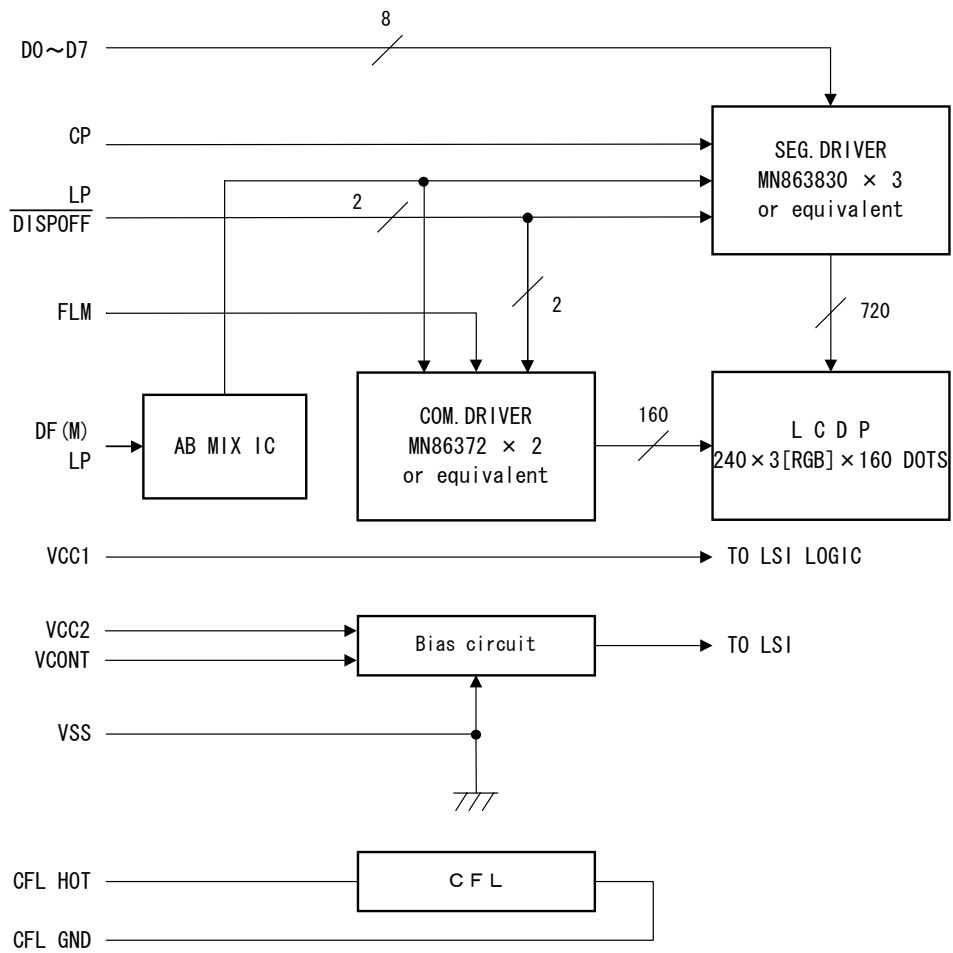 8
D0～D7
CP
SEG.DRIVER
MN863830 × 3
or equivalent
LP
DISPOFF
2
2
FLM
720
DF(M)
LP
AB MIX IC
COM.DRIVER
MN86372 × 2
or equivalent
160
L C D P
240×3[RGB]×160 DOTS
VCC1
TO LSI LOGIC
VCC2
VCONT
Bias circuit
TO LSI
VSS
CFL HOT
CFL
CFL GND